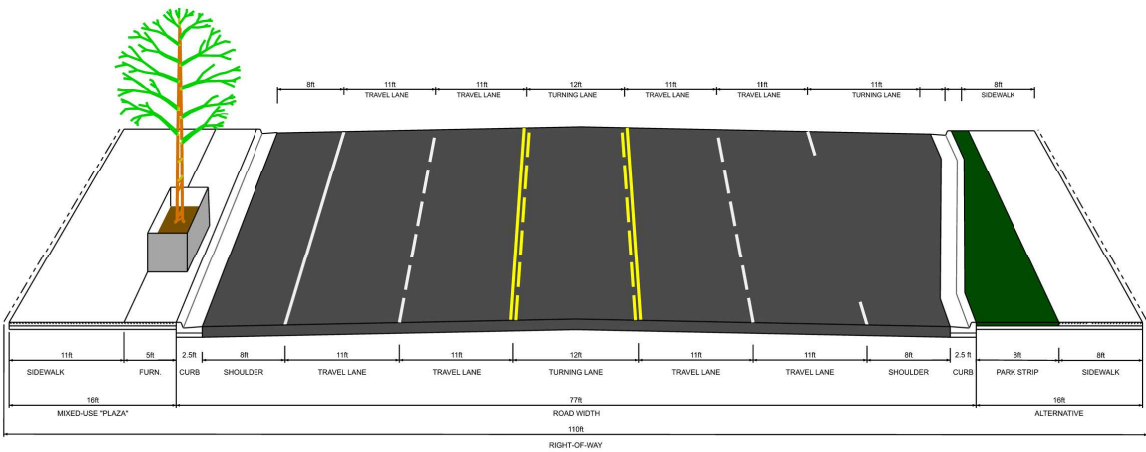 8ft 11ft 11ft 12ft 11ft 11ft 11ft 8ft
TRAVEL LANE TRAVEL LANE TURNING LANE TRAVEL LANE TRAVEL LANE TURNING LANE SIDEWALK
11ft 5ft 2.5ft 8ft 11ft 11ft 12ft 11ft 11ft 8ft 2.5 ft 8ft
SIDEWALK FURN. CURB SHOULDER TRAVEL LANE TRAVEL LANE TURNING LANE TRAVEL LANE TRAVEL LANE SHOULDER CURB PARK STRIP SIDEWALK
16ft 77ft 16ft
MIXED-USE "PLAZA" ROAD WIDTH ALTERNATIVE
110ft
RIGHT-OF-WAY